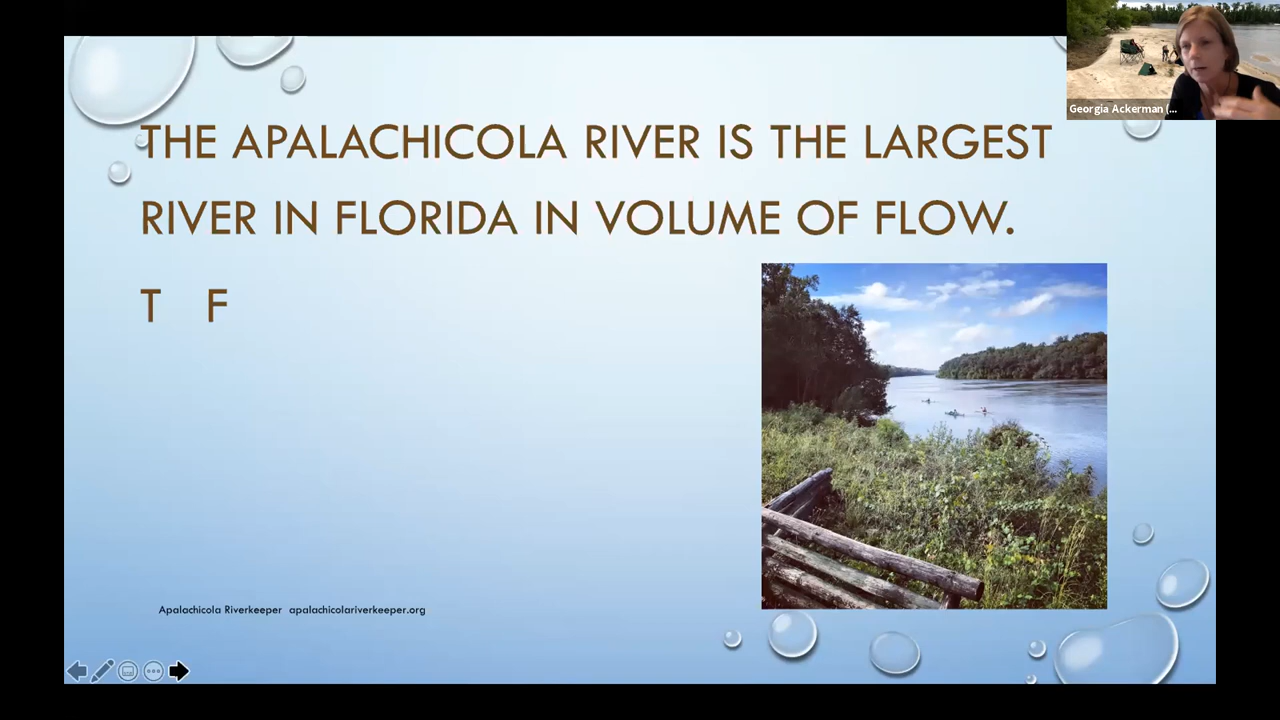 Georgia Ackerman (...
THE APALACHICOLA RIVER IS THE LARGEST
RIVER IN FLORIDA IN VOLUME OF FLOW.
T F
Apalachicola Riverkeeper apalachicolariverkeeper.org